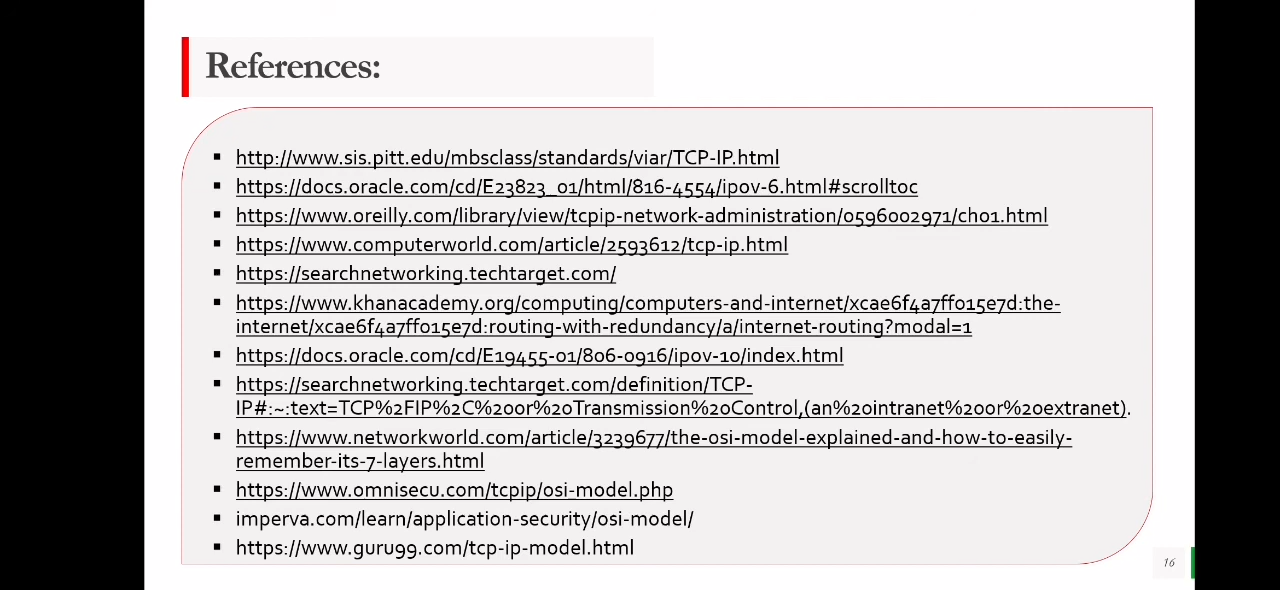 References:
http://www.sis.pitt.edu/mbsclass/standards/viar/TCP-IP.html
https://docs.oracle.com/cd/E23823_01/html/816-4554/ipov-6.html#scrolltoc
https://www.oreilly.com/library/view/tcpip-network-administration/0596002971/ch01.html
https://www.computerworld.com/article/2593612/tcp-ip.html
https://searchnetworking.techtarget.com/
https://www.khanacademy.org/computing/computers-and-internet/xcae6f4a7ff015e7d:the-
internet/xcae6f4a7ff015e7d:routing-with-redundancy/a/internet-routing?modal=1
https://docs.oracle.com/cd/E19455-01/806-0916/ipov-10/index.html
https://searchnetworking.techtarget.com/definition/TCP-
IP#:~:text=TCP%2FIP%2C%20or%20Transmission%20Control,(an%20intranet%20or%20extranet).
https://www.networkworld.com/article/3239677/the-osi-model-explained-and-how-to-easily-
remember-its-7-layers.html
https://www.omnisecu.com/tcpip/osi-model.php
imperva.com/learn/application-security/osi-model/
https://www.guru99.com/tcp-ip-model.html
16